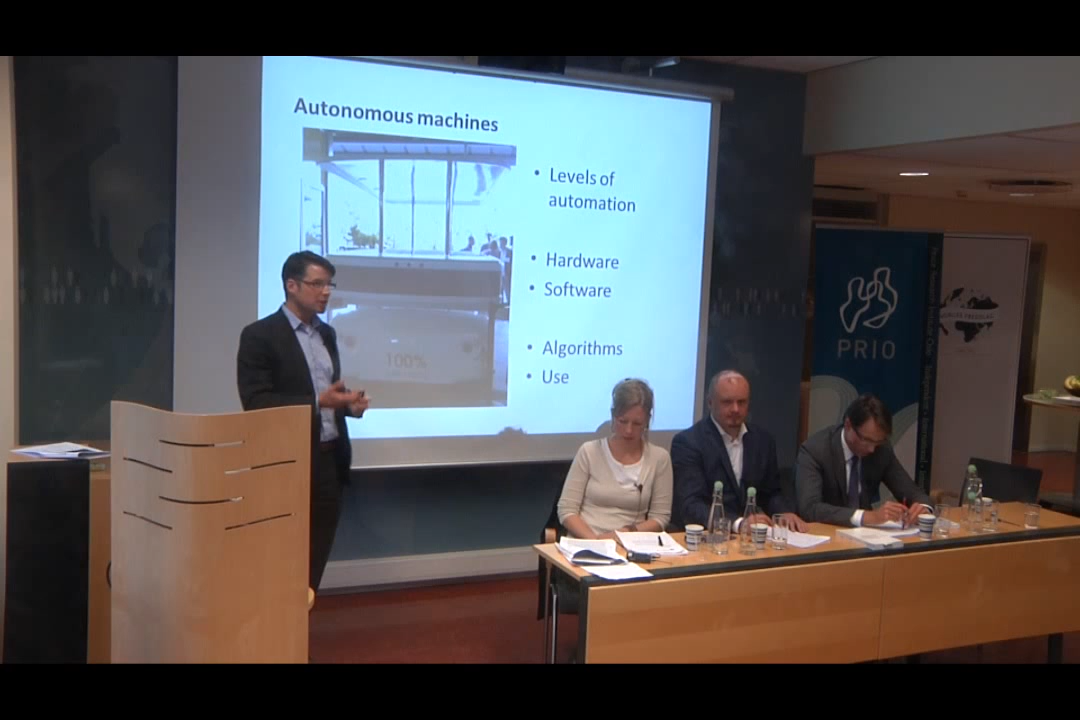 Autonomous machines
• Levels of
automation
• Hardware
• Software
• Algorithms
• Use
100%
PRIO